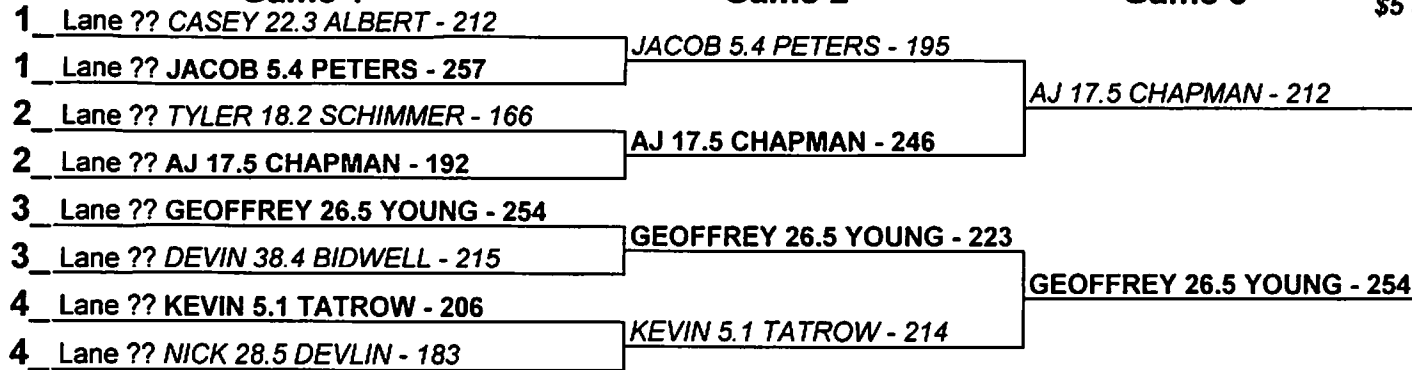 $5
1_ Lane ?? CASEY 22.3 ALBERT - 212
1_ Lane ?? JACOB 5.4 PETERS - 257
2_ Lane ?? TYLER 18.2 SCHIMMER - 166
2_ Lane ?? AJ 17.5 CHAPMAN - 192
3_ Lane ?? GEOFFREY 26.5 YOUNG - 254
3_ Lane ?? DEVIN 38.4 BIDWELL - 215
4_ Lane ?? KEVIN 5.1 TATROW - 206
4_ Lane ?? NICK 28.5 DEVLIN - 183
JACOB 5.4 PETERS - 195
AJ 17.5 CHAPMAN - 246
GEOFFREY 26.5 YOUNG - 223
KEVIN 5.1 TATROW - 214
AJ 17.5 CHAPMAN - 212
GEOFFREY 26.5 YOUNG - 254